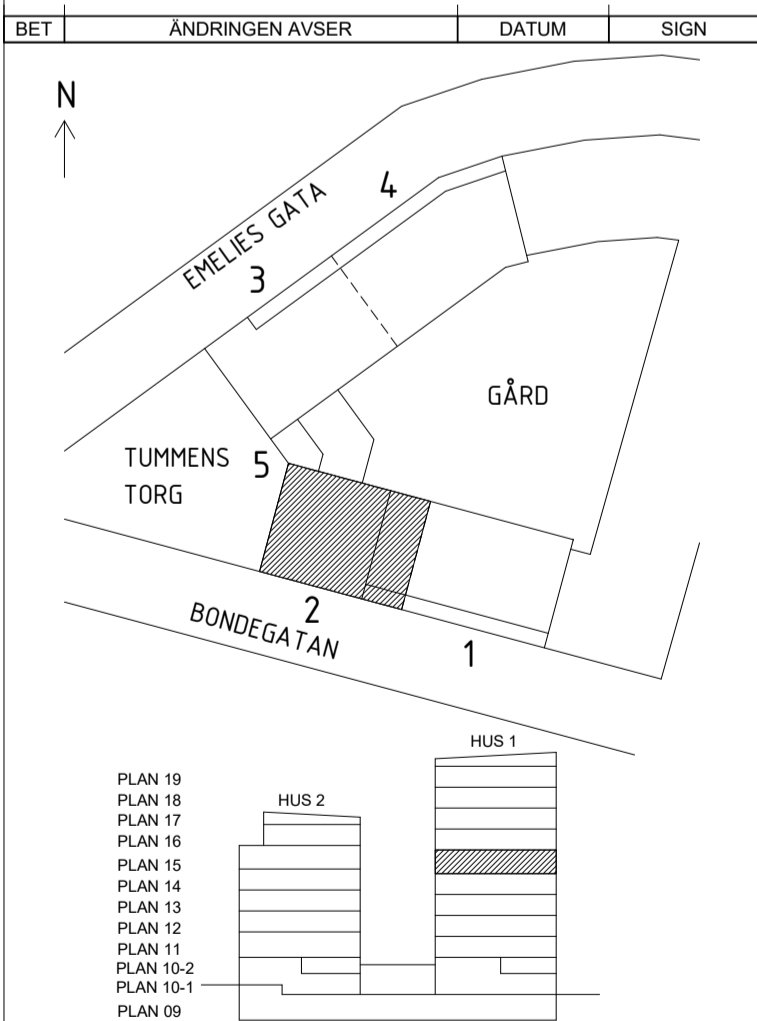 BET ÄNDRINGEN AVSER DATUM SIGN
N
4
EMELIES GATA
3
GÅRD
TUMMENS
TORG
5
2
BONDEGATAN
1
HUS 1
PLAN 19
PLAN 18
HUS 2
PLAN 17
PLAN 16
PLAN 15
PLAN 14
PLAN 13
PLAN 12
PLAN 11
PLAN 10-2
PLAN 10-1
PLAN 09